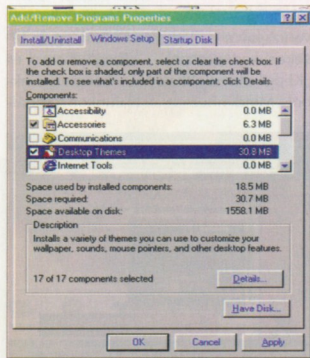 Add/Remove Programs Properties
Install/Uninstall Windows Setup Startup Disk
To add or remove a component, select or clear the check box. If
the check box is shaded, only part of the component will be
installed. To see what's included in a component, click Details.
Components:
Accessibility 0.0 MB
Accessories 6.3 MB
Communications 0.0 MB
Desktop Themes 30.8 MB
Internet Tools 0.0 MB
Space used by installed components: 18.5 MB
Space required: 30.7 MB
Space available on disk: 1558.1 MB
Description
Installs a variety of themes you can use to customize your
wallpaper, sounds, mouse pointers, and other desktop features.
17 of 17 components selected
Details...
Have Disk...
OK Cancel Apply